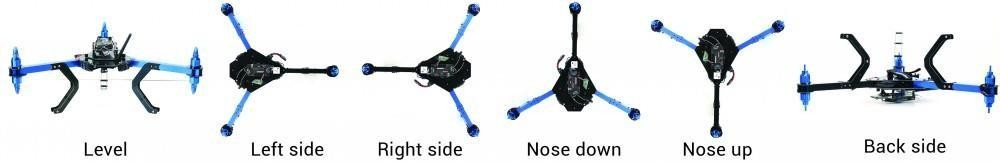 Level
Left side
Right side
Nose down
Nose up
Back side